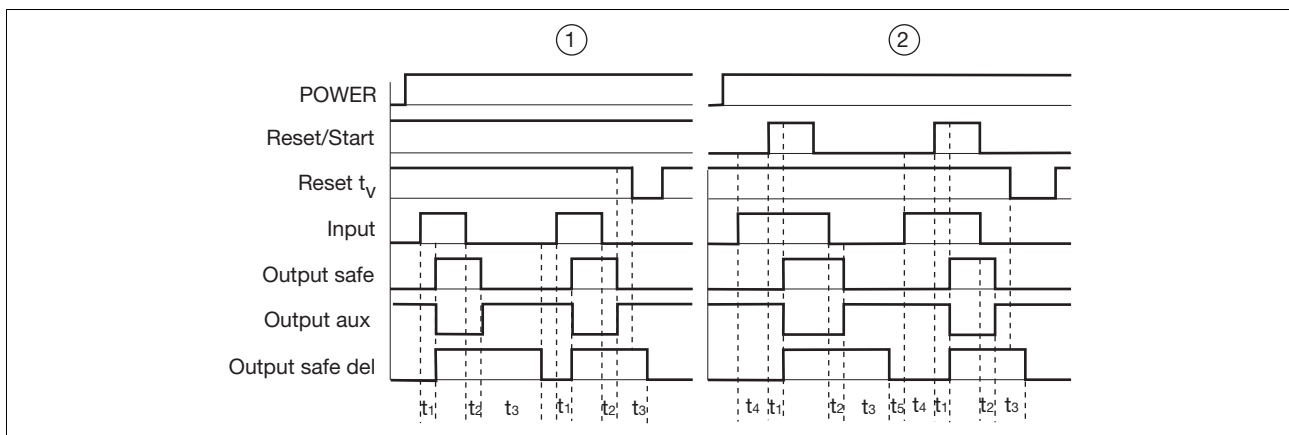 1 2
POWER
Reset/Start
Reset tV
Input
Output safe
Output aux
Output safe del
t1 t2 t3 t1 t2 t3 t4 t1 t2 t3 t5 t4 t1 t2 t3